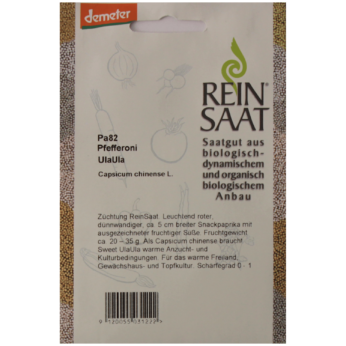 demeter
REIN
SAAT®
Saatgut aus
biologisch-
dynamischem
und organisch
biologischem
Anbau
Pa82
Pfefferoni
UlaUla
Capsicum chinense L.
Züchtung ReinSaat. Leuchtend roter,
dünnwandiger, ca. 5 cm breiter Snackpaprika mit
ausgezeichneter fruchtiger Süße. Fruchtgewicht
ca. 20 – 35 g. Als Capsicum chinense braucht
Sweet UlaUla warme Anzucht- und
Kulturbedingungen. Für das warme Freiland,
Gewächshaus- und Topfkultur. Schärfegrad 0 - 1